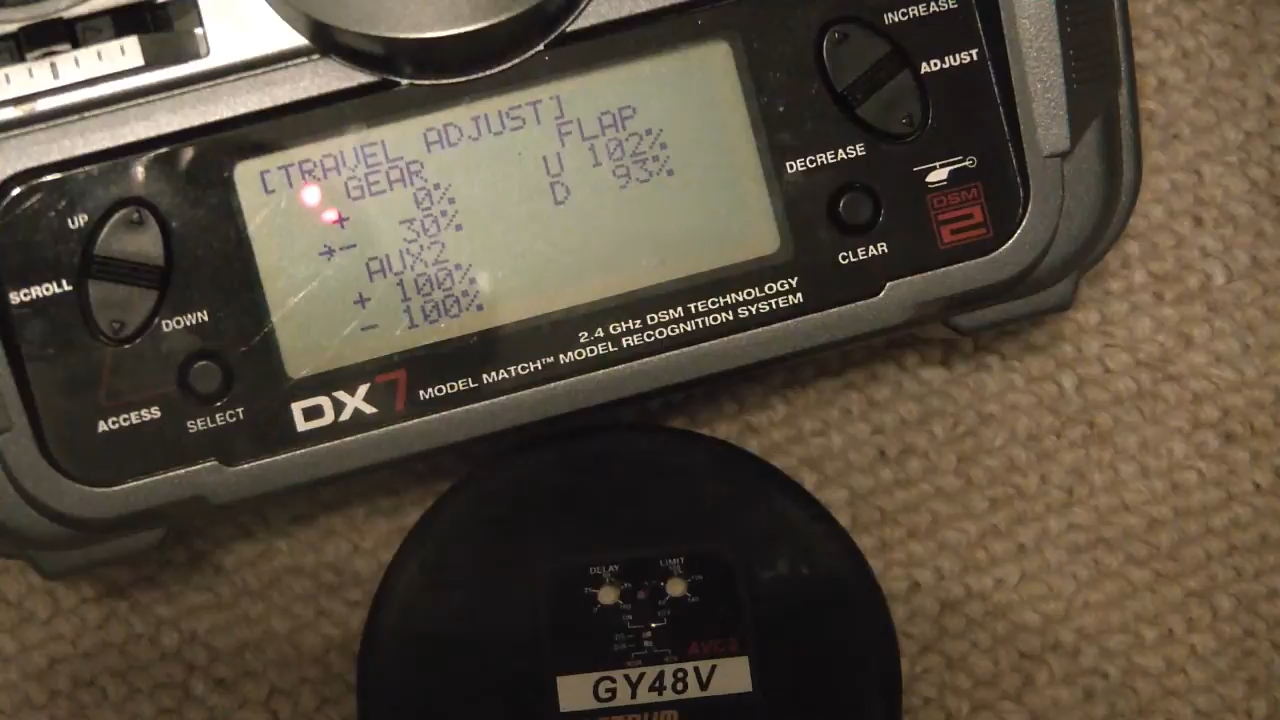 INCREASE
ADJUST
DECREASE
CLEAR
DSM
2
UP
SCROLL
DOWN
ACCESS
SELECT
[TRAVEL ADJUST]
GEAR
+ 0%
→- 30%
AUX2
+ 100%
- 100%
FLAP
U 102%
D 93%
2.4 GHz DSM TECHNOLOGY
DX7 MODEL MATCH™ MODEL RECOGNITION SYSTEM
DELAY LIMIT
GY48V